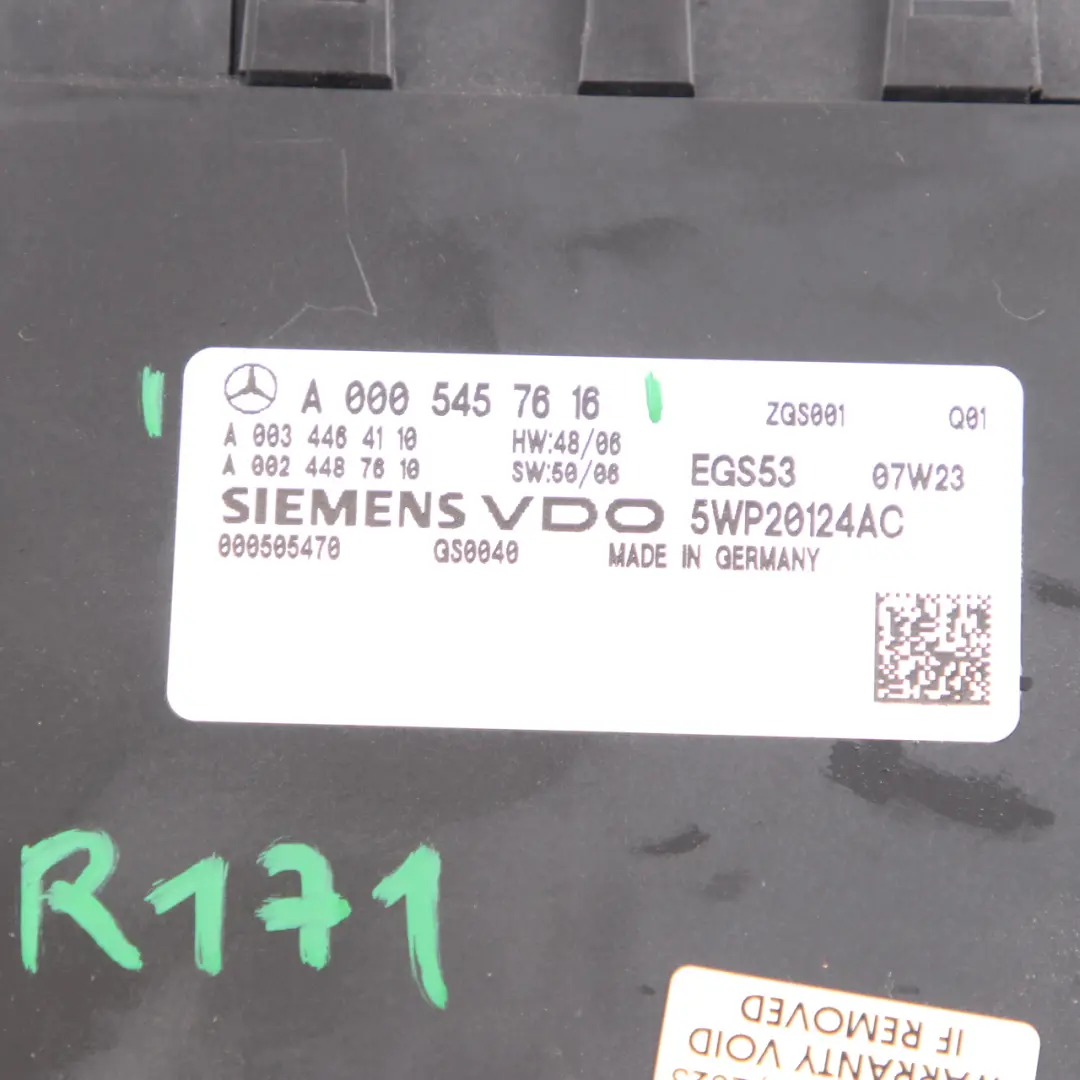 A 000 545 76 16 ZGS001 Q01
A 003 446 41 10 HW:48/06
A 002 448 76 10 SW:50/06 EGS53 07W23
SIEMENS VDO 5WP20124AC
000505470 QS0040 MADE IN GERMANY
R171
WARRANTY VOID
IF REMOVED